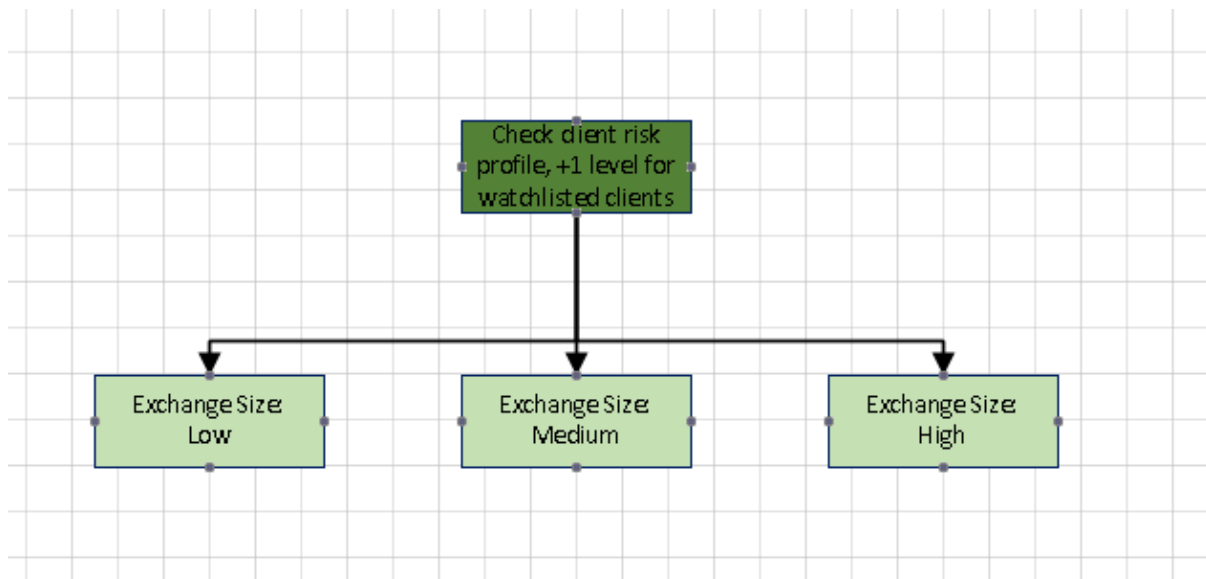 Check client risk
profile, +1 level for
watchlisted clients
Exchange Size:
Low
Exchange Size:
Medium
Exchange Size:
High